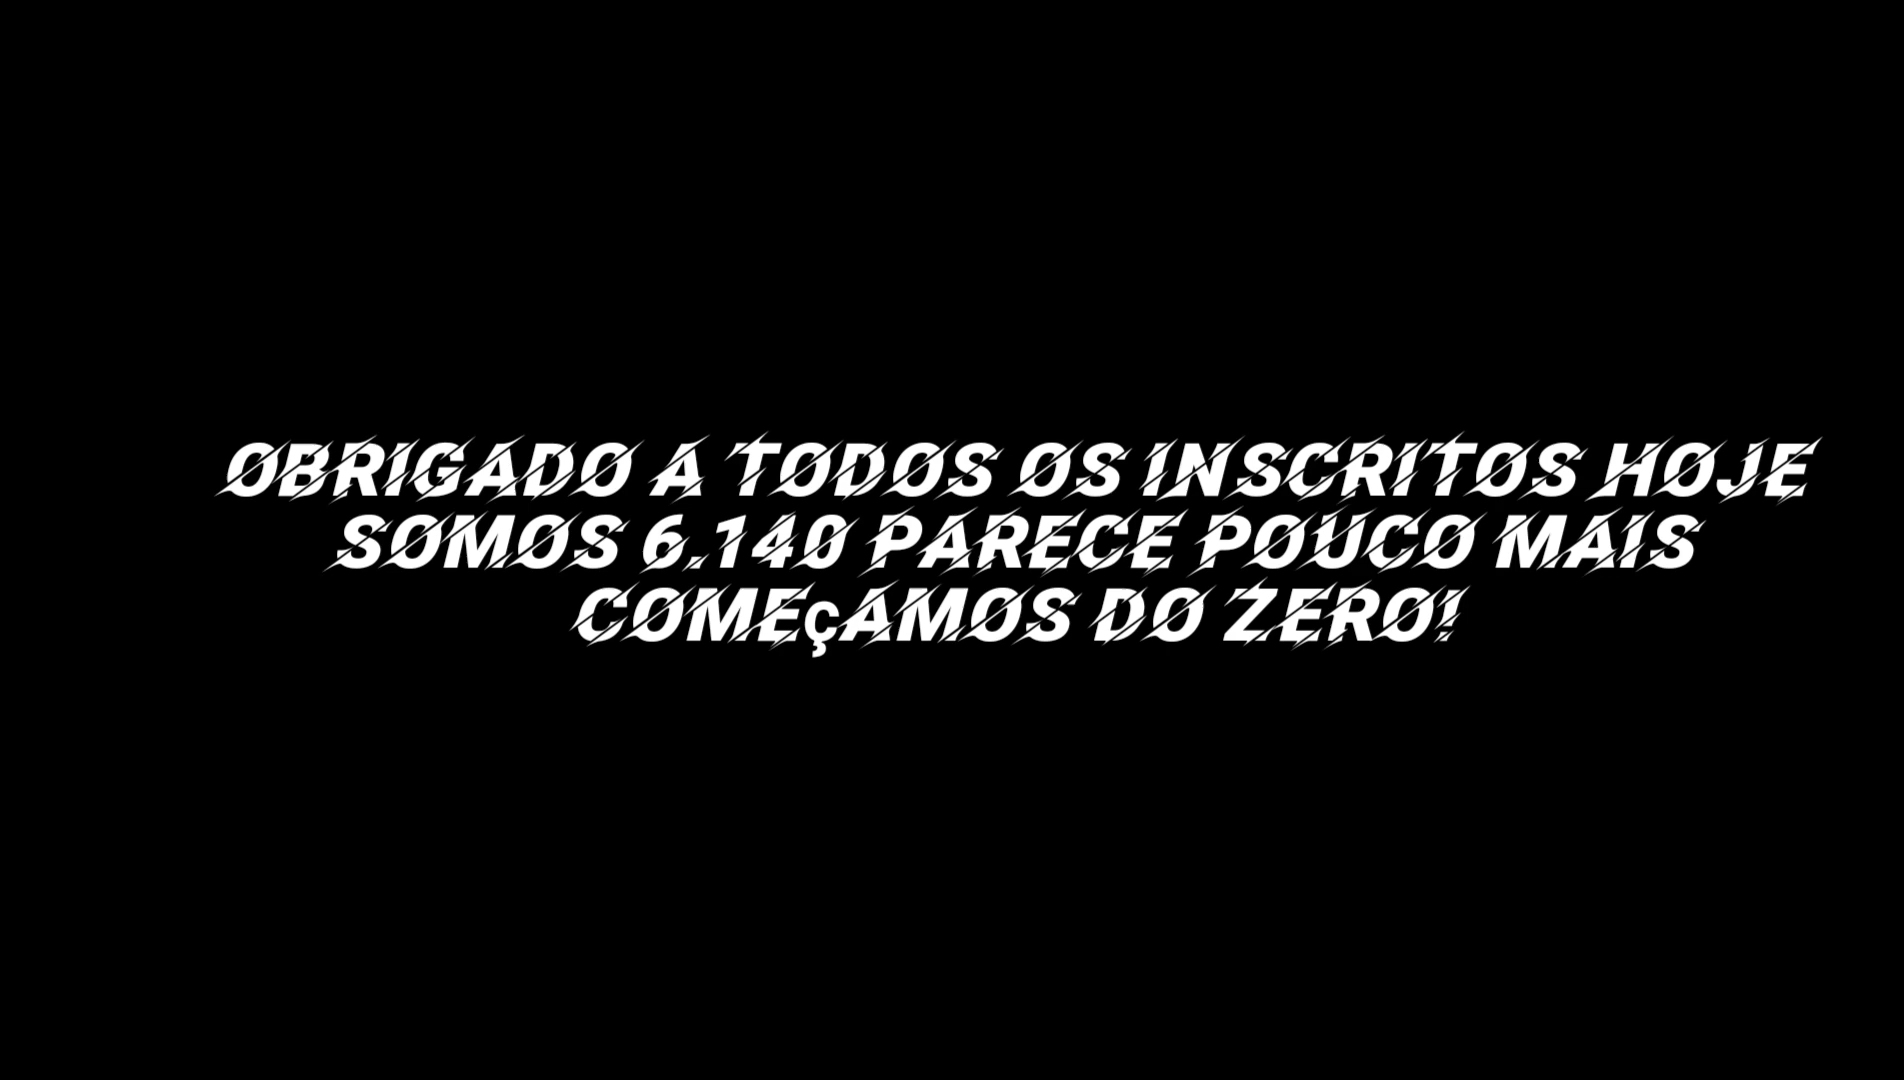 OBRIGADO A TODOS OS INSCRITOS HOJE
SOMOS 6.140 PARECE POUCO MAIS
COMEçAMOS DO ZERO!